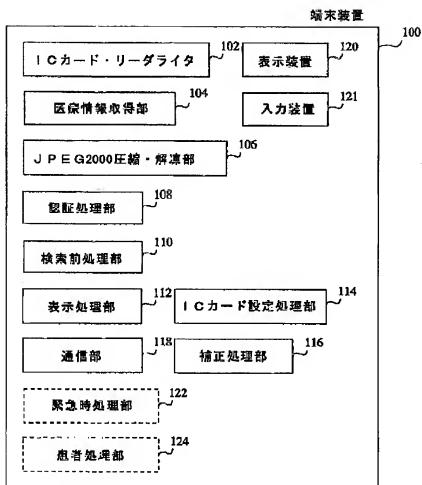 端末装置
100
ICカード・リーダライタ 102
表示装置 120
医療情報取得部 104
入力装置 121
JPEG2000圧縮・解凍部 106
認証処理部 108
検索前処理部 110
表示処理部 112
ICカード設定処理部 114
通信部 118
補正処理部 116
緊急時処理部 122
患者処理部 124